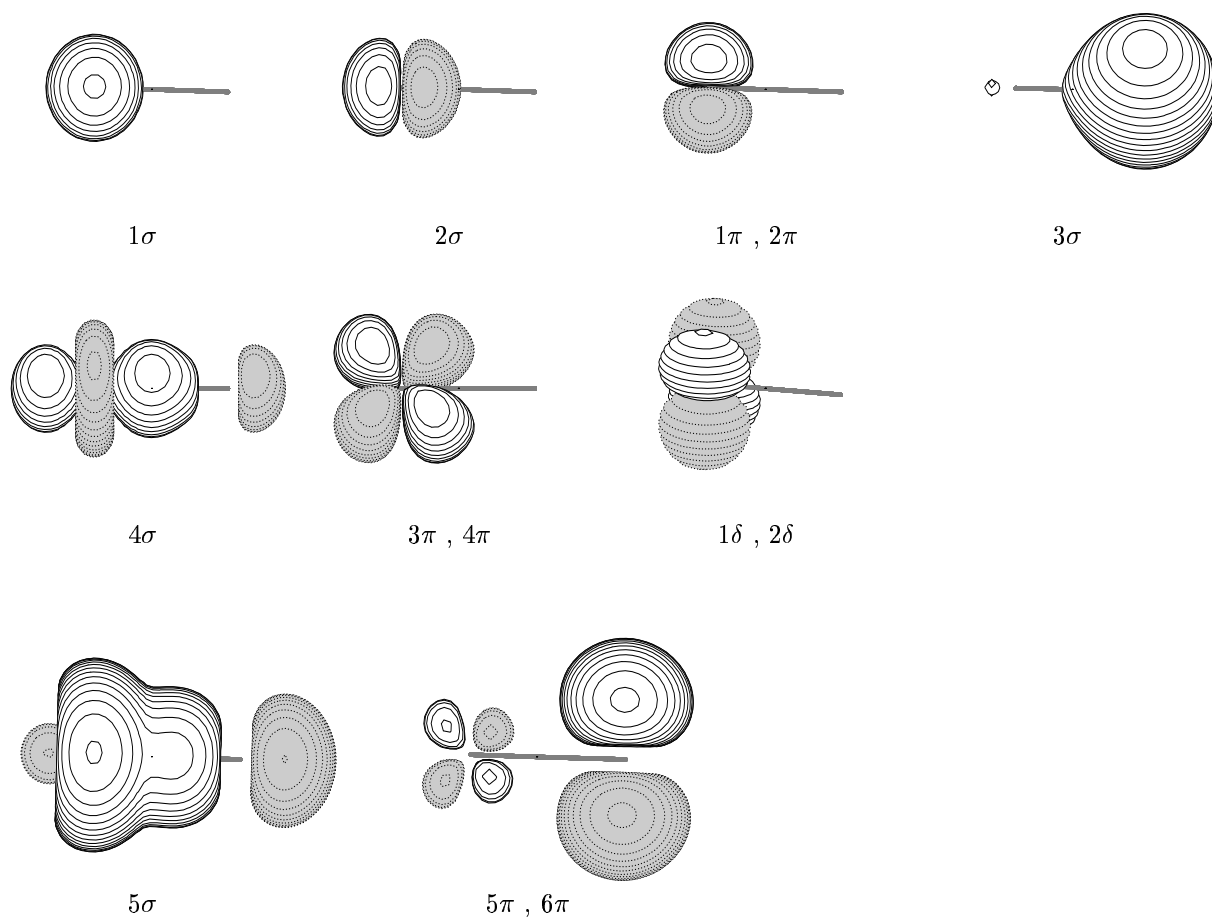 1σ 2σ 1π , 2π 3σ
4σ 3π , 4π 1δ , 2δ
5σ 5π , 6π